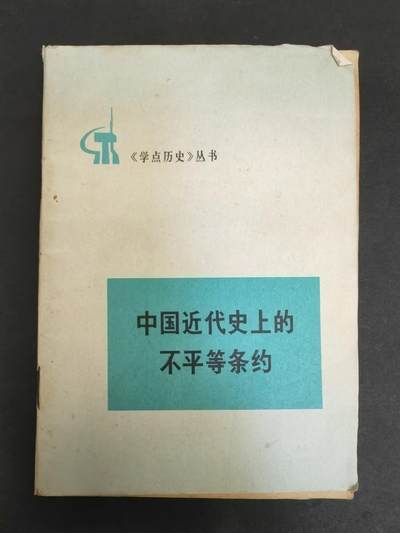 《学点历史》丛书
中国近代史上的
不平等条约